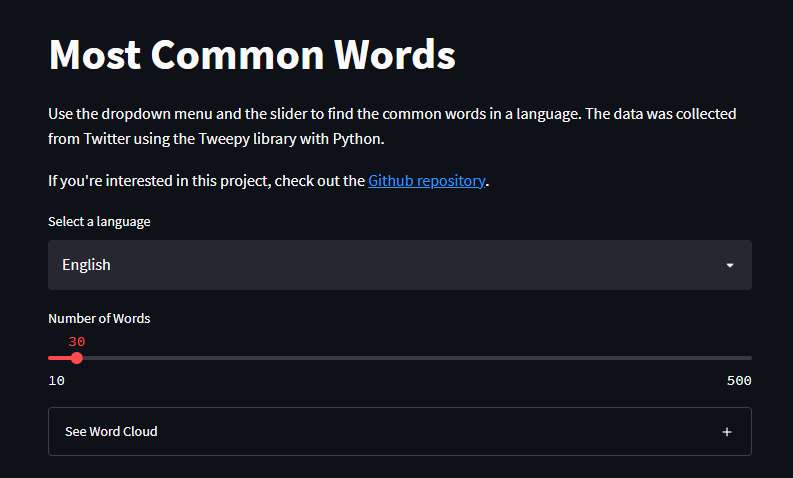 Most Common Words
Use the dropdown menu and the slider to find the common words in a language. The data was collected
from Twitter using the Tweepy library with Python.
If you're interested in this project, check out the Github repository.
Select a language
English
Number of Words
30
10 500
See Word Cloud +